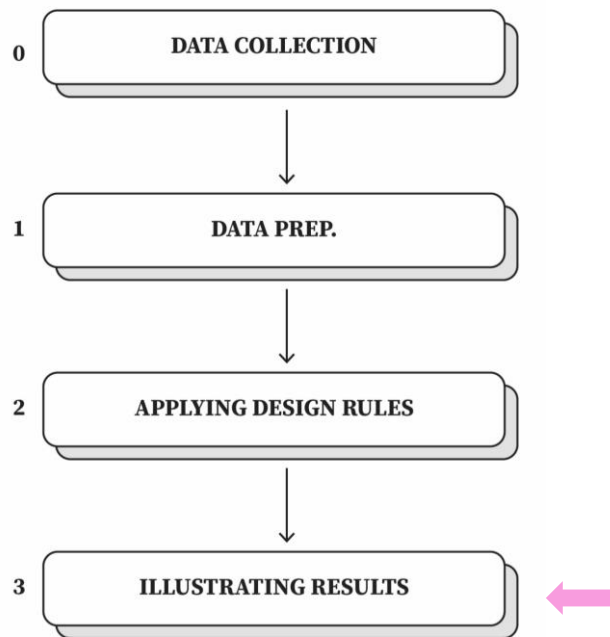 0 DATA COLLECTION
1 DATA PREP.
2 APPLYING DESIGN RULES
3 ILLUSTRATING RESULTS